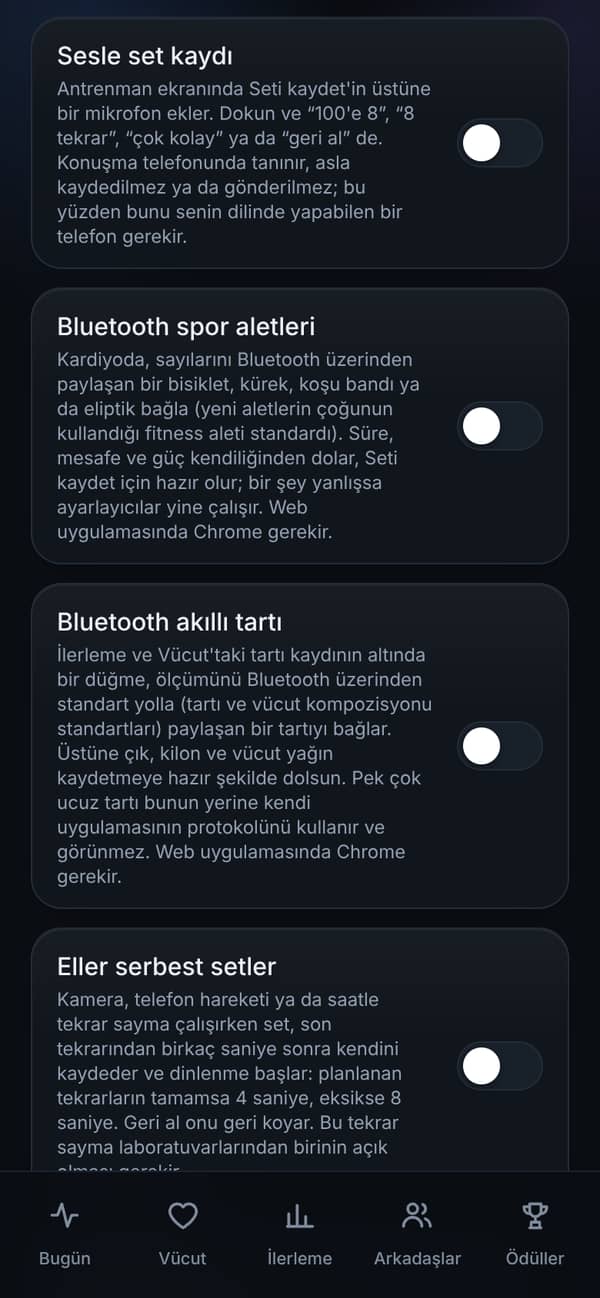 Sesle set kaydı
Antrenman ekranında Seti kaydet'in üstüne
bir mikrofon ekler. Dokun ve “100'e 8”, “8
tekrar”, “çok kolay” ya da “geri al” de.
Konuşma telefonunda tanınır, asla
kaydedilmez ya da gönderilmez; bu
yüzden bunu senin dilinde yapabilen bir
telefon gerekir.
Bluetooth spor aletleri
Kardiyoda, sayılarını Bluetooth üzerinden
paylaşan bir bisiklet, kürek, koşu bandı ya
da eliptik bağla (yeni aletlerin çoğunun
kullandığı fitness aleti standardı). Süre,
mesafe ve güç kendiliğinden dolar, Seti
kaydet için hazır olur; bir şey yanlışsa
ayarlayıcılar yine çalışır. Web
uygulamasında Chrome gerekir.
Bluetooth akıllı tartı
İlerleme ve Vücut'taki tartı kaydının altında
bir düğme, ölçümünü Bluetooth üzerinden
standart yolla (tartı ve vücut kompozisyonu
standartları) paylaşan bir tartıyı bağlar.
Üstüne çık, kilon ve vücut yağın
kaydetmeye hazır şekilde dolsun. Pek çok
ucuz tartı bunun yerine kendi
uygulamasının protokolünü kullanır ve
görünmez. Web uygulamasında Chrome
gerekir.
Eller serbest setler
Kamera, telefon hareketi ya da saatle
tekrar sayma çalışırken set, son
tekrarından birkaç saniye sonra kendini
kaydeder ve dinlenme başlar: planlanan
tekrarların tamamsa 4 saniye, eksikse 8
saniye. Geri al onu geri koyar. Bu tekrar
sayma laboratuvarlarından birinin açık
olması gerekir.
Bugün
Vücut
İlerleme
Arkadaşlar
Ödüller